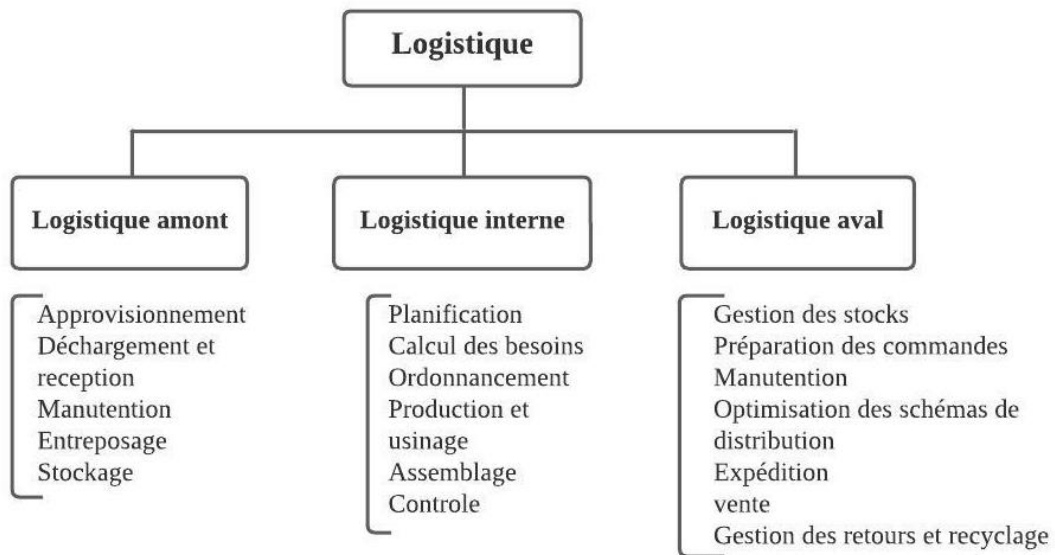 Logistique
Logistique amont
Logistique interne
Logistique aval
Approvisionnement
Déchargement et
reception
Manutention
Entreposage
Stockage
Planification
Calcul des besoins
Ordonnancement
Production et
usinage
Assemblage
Controle
Gestion des stocks
Préparation des commandes
Manutention
Optimisation des schémas de
distribution
Expédition
vente
Gestion des retours et recyclage